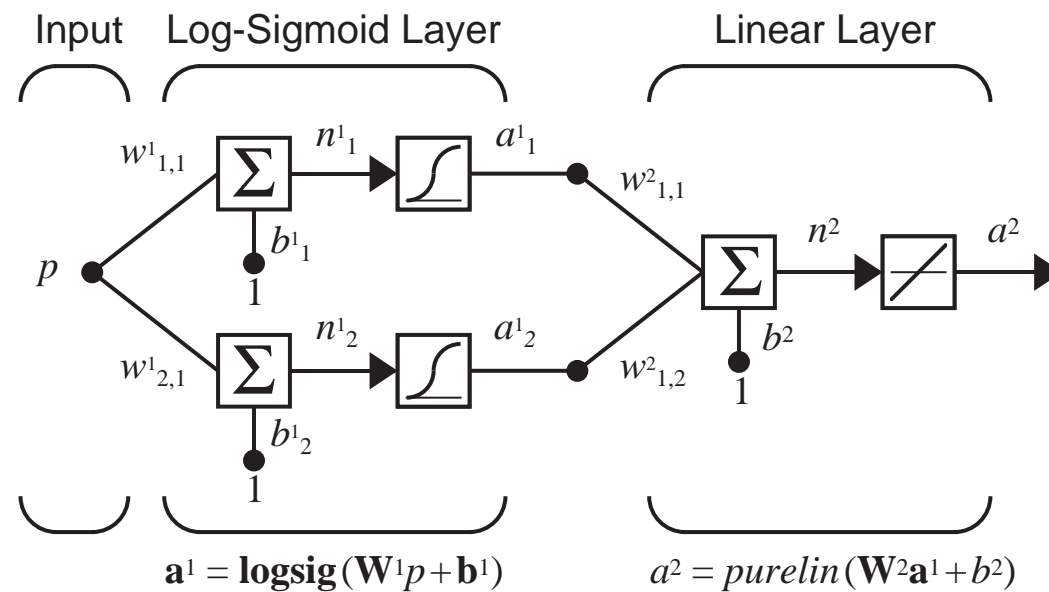 Input Log-Sigmoid Layer Linear Layer
w¹₁,₁ n¹₁ a¹₁ w²₁,₁
Σ
b¹₁
1
n² a²
p Σ
w¹₂,₁ n¹₂ a¹₂ w²₁,₂ b²
Σ 1
b¹₂
1
a¹ = logsig(W¹p+b¹) a² = purelin(W²a¹+b²)